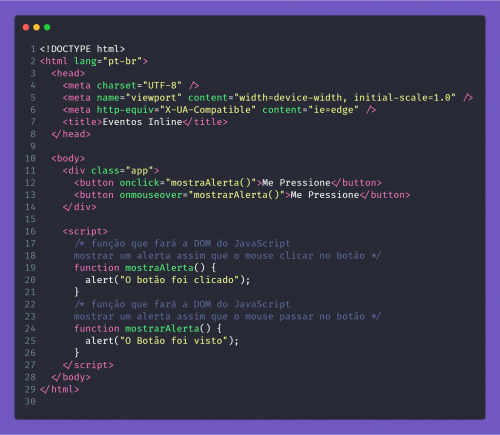 1 <!DOCTYPE html>
2 <html lang="pt-br">
3   <head>
4     <meta charset="UTF-8" />
5     <meta name="viewport" content="width=device-width, initial-scale=1.0" />
6     <meta http-equiv="X-UA-Compatible" content="ie=edge" />
7     <title>Eventos Inline</title>
8   </head>
9
10   <body>
11     <div class="app">
12       <button onclick="mostraAlerta()">Me Pressione</button>
13       <button onmouseover="mostrarAlerta()">Me Pressione</button>
14     </div>
15
16     <script>
17       /* função que fará a DOM do JavaScript
18       mostrar um alerta assim que o mouse clicar no botão */
19       function mostraAlerta() {
20         alert("O botão foi clicado");
21       }
22       /* função que fará a DOM do JavaScript
23       mostrar um alerta assim que o mouse passar no botão */
24       function mostrarAlerta() {
25         alert("O Botão foi visto");
26       }
27     </script>
28   </body>
29 </html>
30